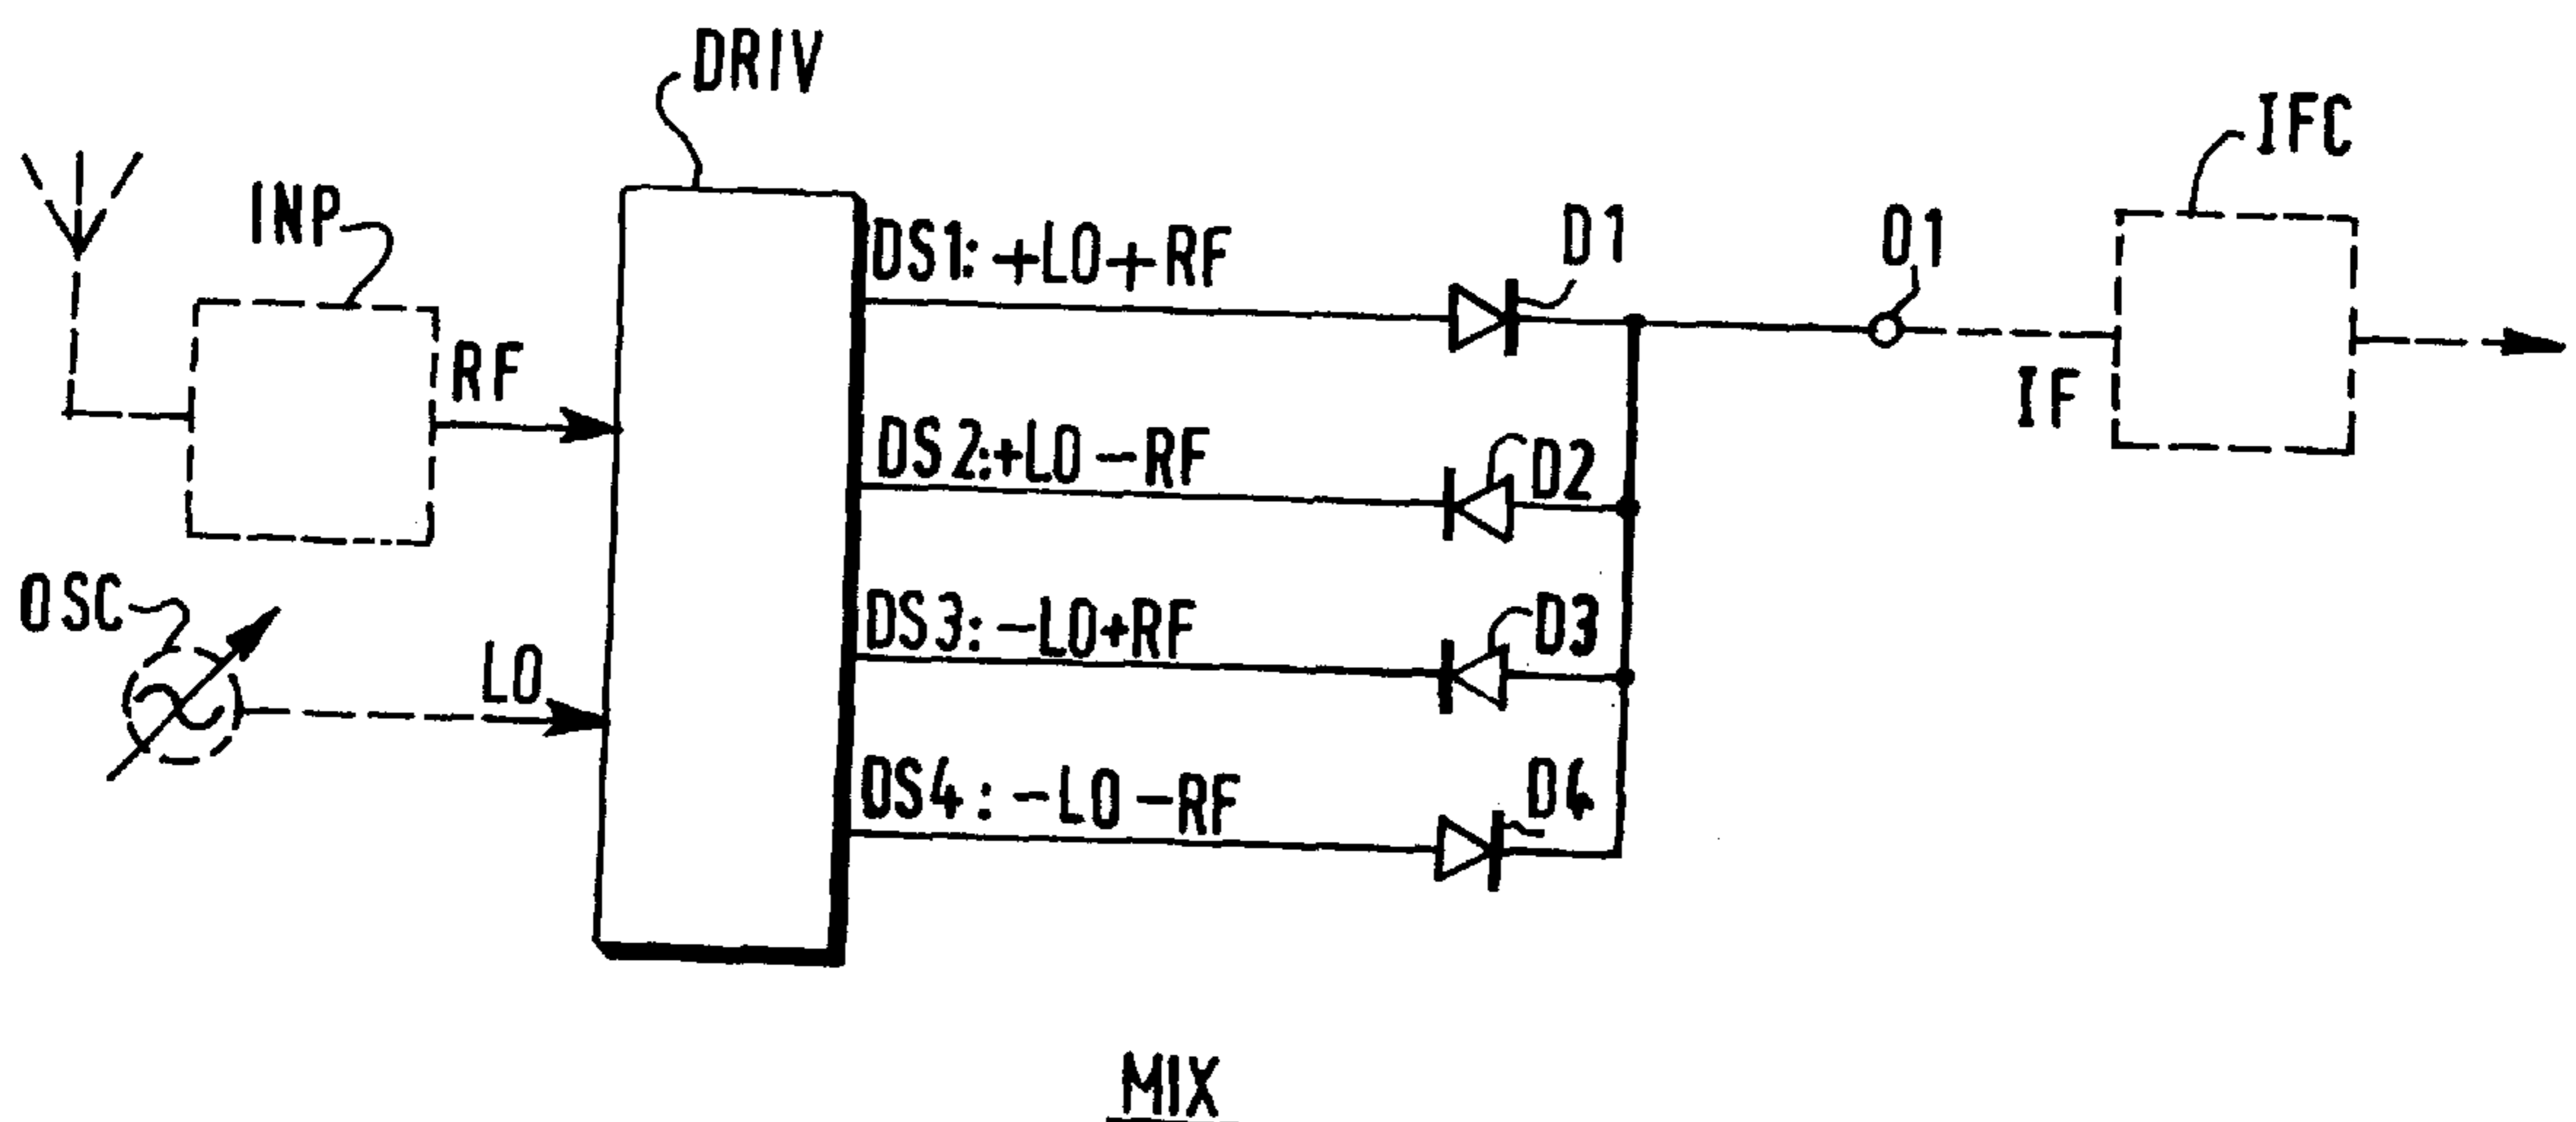 DRIV
IFC
INP
DS1: +LO+RF
D1
O1
RF
IF
DS2:+LO-RF
D2
OSC
LO
DS3: -LO+RF
D3
DS4: -LO-RF
D4
MIX